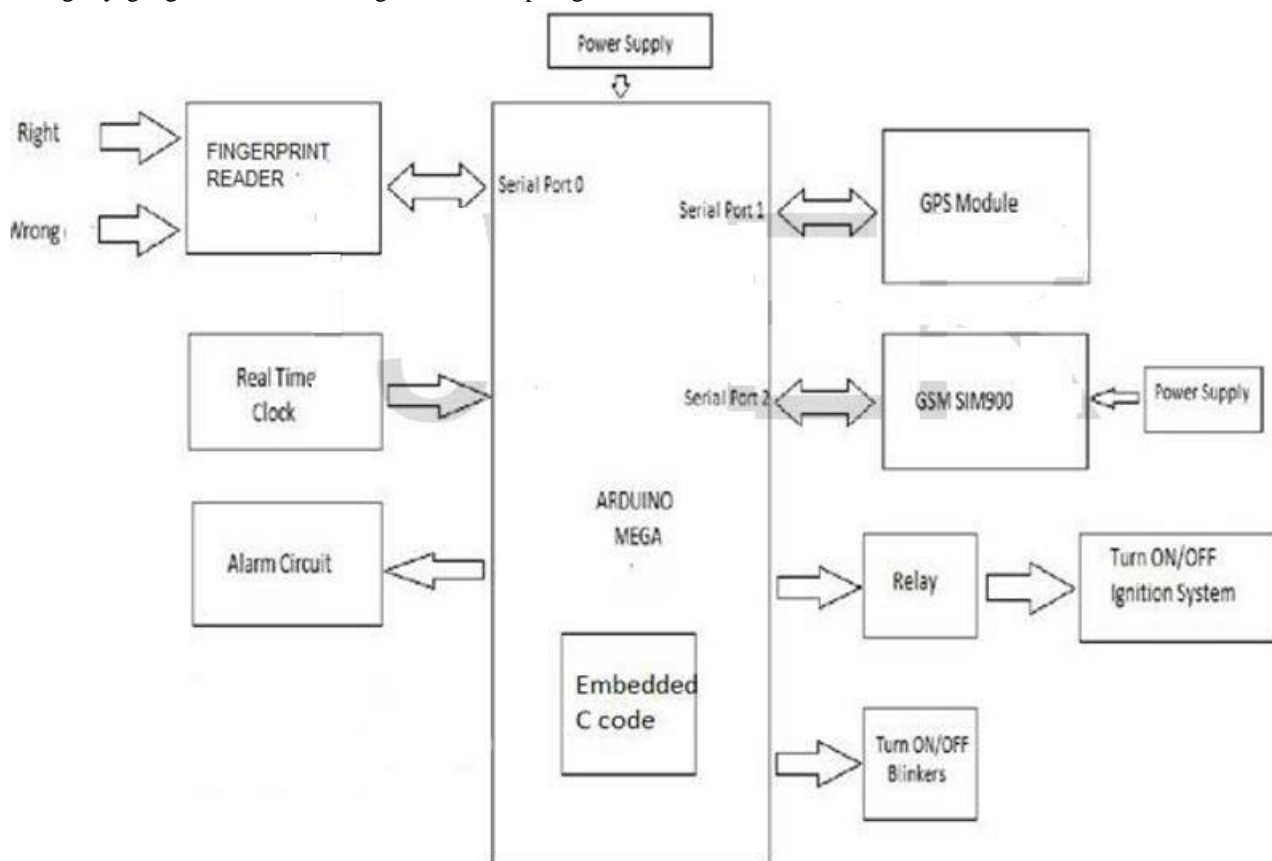 Power Supply
Right
FINGERPRINT
READER
Serial Port 0
Wrong
Serial Port 1
GPS Module
Real Time
Clock
Serial Port 2
GSM SIM900
Power Supply
ARDUINO
MEGA
Alarm Circuit
Relay
Turn ON/OFF
Ignition System
Embedded
C code
Turn ON/OFF
Blinkers